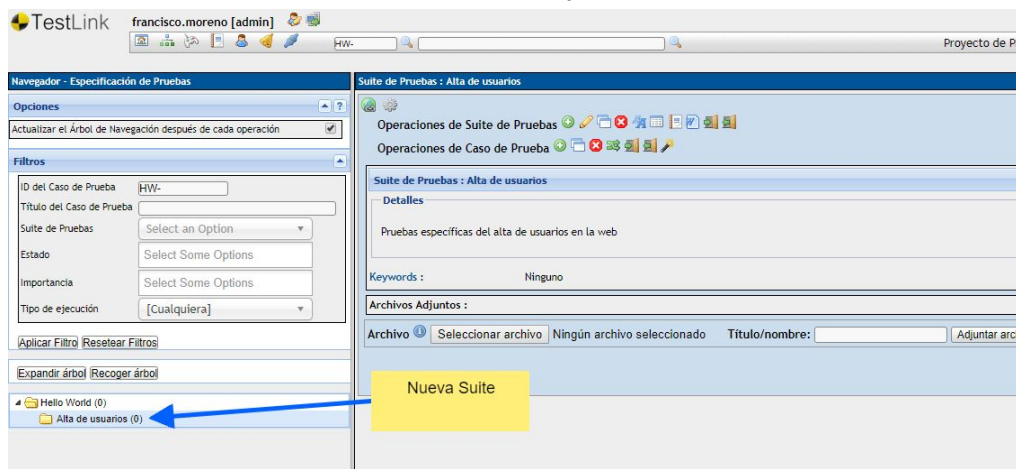 TestLink francisco.moreno [admin]
HW-
Proyecto de P
Navegador - Especificación de Pruebas
Opciones
?
Actualizar el Árbol de Navegación después de cada operación
Filtros
ID del Caso de Prueba HW-
Título del Caso de Prueba
Suite de Pruebas Select an Option
Estado Select Some Options
Importancia Select Some Options
Tipo de ejecución [Cualquiera]
Aplicar Filtro Resetear Filtros
Expandir árbol Recoger árbol
Hello World (0)
Alta de usuarios (0)
Suite de Pruebas : Alta de usuarios
Operaciones de Suite de Pruebas
Operaciones de Caso de Prueba
Suite de Pruebas : Alta de usuarios
Detalles
Pruebas específicas del alta de usuarios en la web
Keywords : Ninguno
Archivos Adjuntos :
Archivo Seleccionar archivo Ningún archivo seleccionado Título/nombre: Adjuntar arc
Nueva Suite